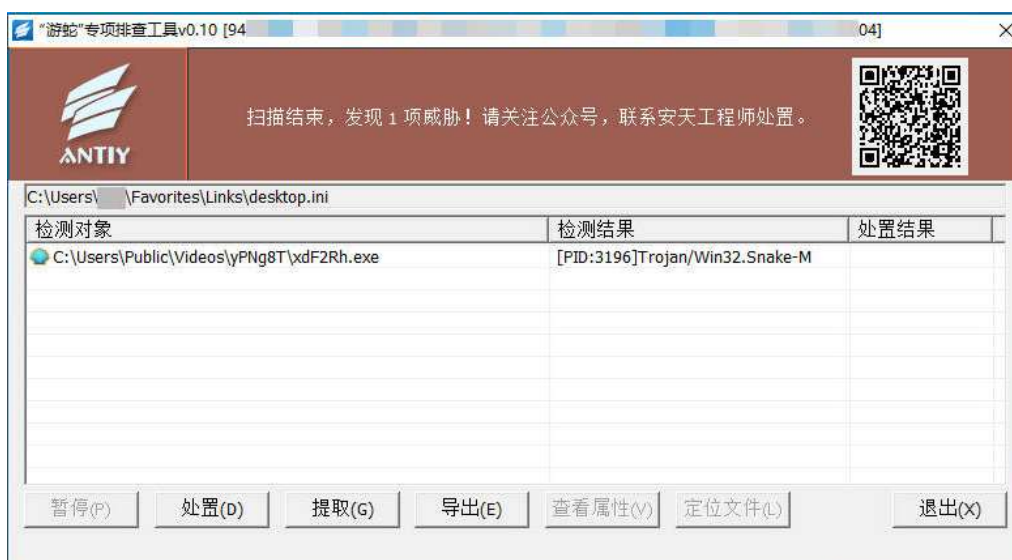 “游蛇”专项排查工具v0.10 [94
04]
ANTIY
扫描结束，发现 1 项威胁！请关注公众号，联系安天工程师处置。
C:\Users\ \Favorites\Links\desktop.ini
检测对象 检测结果 处置结果
C:\Users\Public\Videos\yPNg8T\xdF2Rh.exe [PID:3196]Trojan/Win32.Snake-M
暂停(P) 处置(D) 提取(G) 导出(E) 查看属性(V) 定位文件(L) 退出(X)